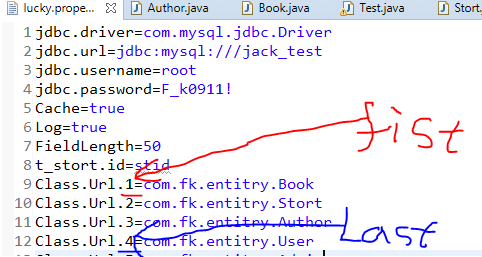 lucky.prope...
Author.java
Book.java
Test.java
Stort.
1 jdbc.driver=com.mysql.jdbc.Driver
2 jdbc.url=jdbc:mysql:///jack_test
3 jdbc.username=root
4 jdbc.password=F_k0911!
5 Cache=true
6 Log=true
7 FieldLength=50
8 t_stort.id=stid
9 Class.Url.1=com.fk.entitry.Book
10 Class.Url.2=com.fk.entitry.Stort
11 Class.Url.3=com.fk.entitry.Author
12 Class.Url.4=com.fk.entitry.User
fist
Last